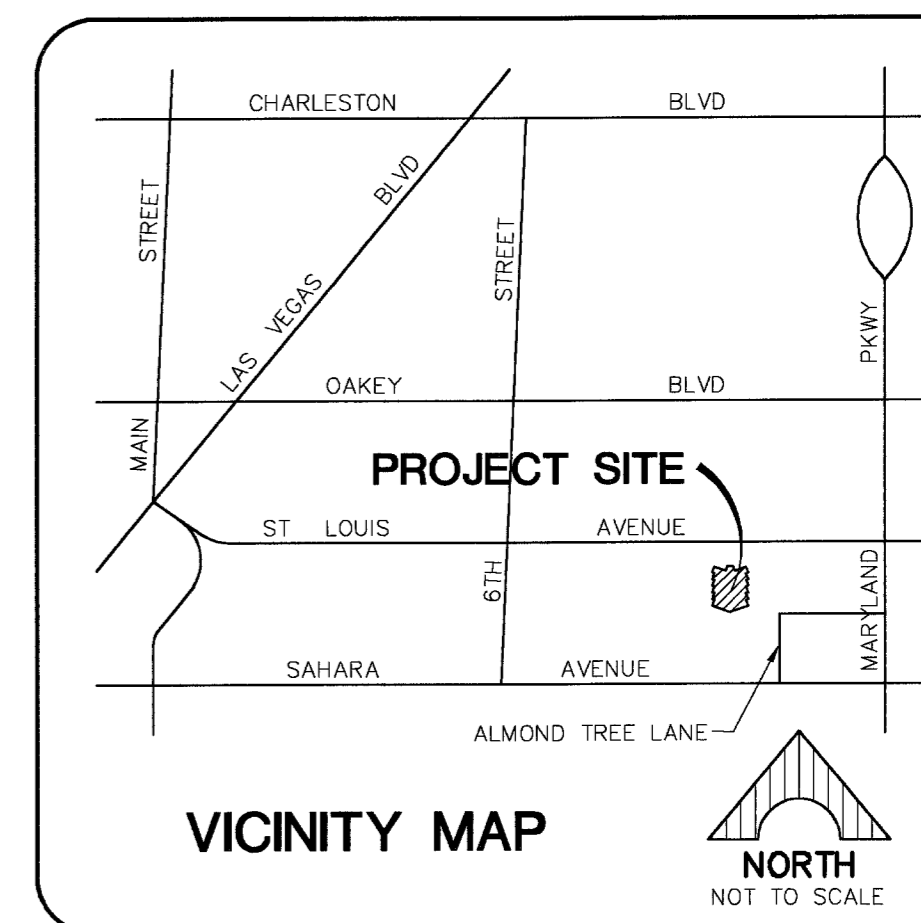 CHARLESTON BLVD
STREET
LAS VEGAS BLVD
STREET
PKWY
OAKEY BLVD
MAIN
PROJECT SITE
ST LOUIS AVENUE
6TH
MARYLAND
SAHARA AVENUE
ALMOND TREE LANE
VICINITY MAP
NORTH
NOT TO SCALE